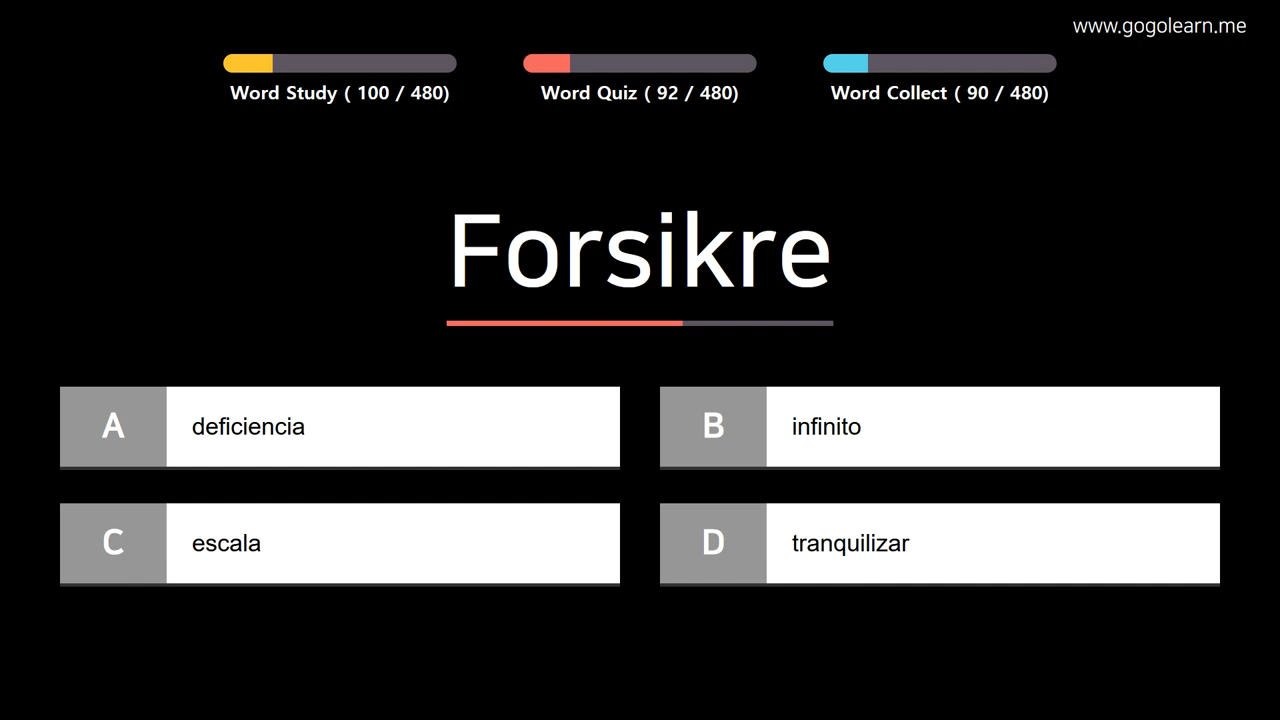 www.gogolearn.me
Word Study ( 100 / 480)
Word Quiz ( 92 / 480)
Word Collect ( 90 / 480)
Forsikre
A
deficiencia
B
infinito
C
escala
D
tranquilizar